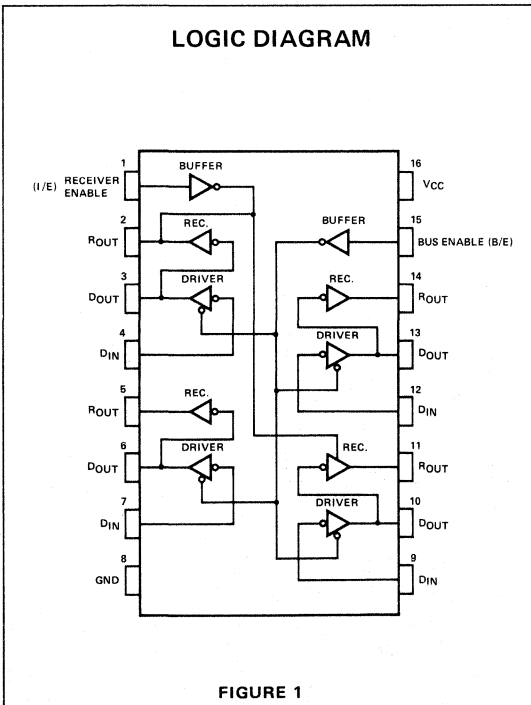 LOGIC DIAGRAM
1
BUFFER
16
(I/E) RECEIVER
ENABLE
VCC
2
BUFFER
15
ROUT
REC.
BUS ENABLE (B/E)
3
DRIVER
REC.
14
DOUT
ROUT
4
DRIVER
13
DIN
DOUT
5
REC.
12
ROUT
DIN
6
DRIVER
REC.
11
DOUT
ROUT
7
DRIVER
10
DIN
DOUT
8
9
GND
DIN
FIGURE 1